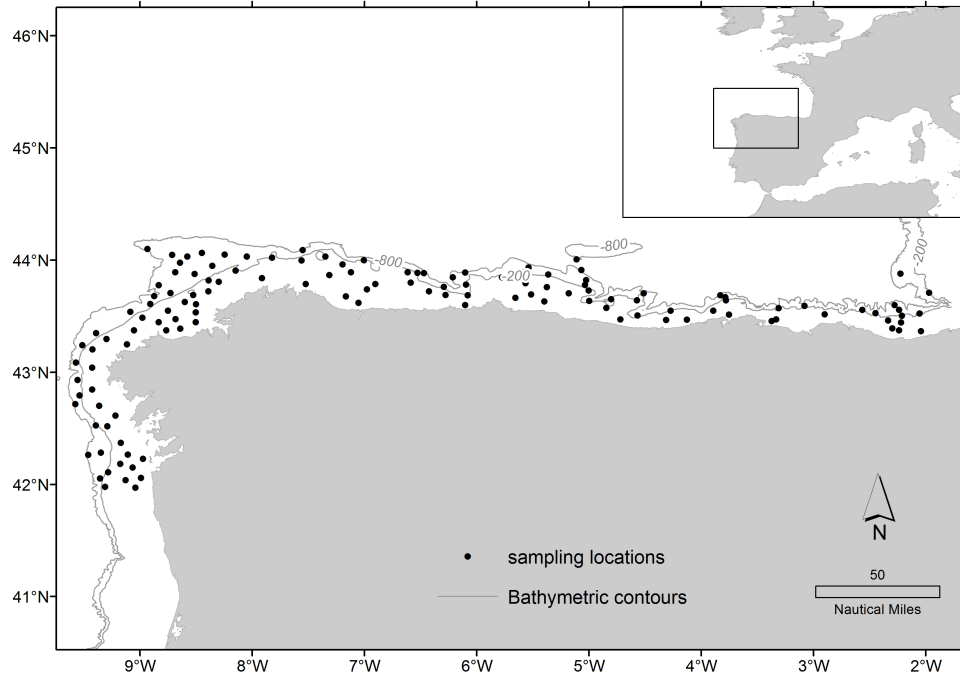 46°N
45°N
44°N
43°N
42°N
41°N
-800
-800
-200
-200
N
sampling locations
Bathymetric contours
50
Nautical Miles
9°W
8°W
7°W
6°W
5°W
4°W
3°W
2°W